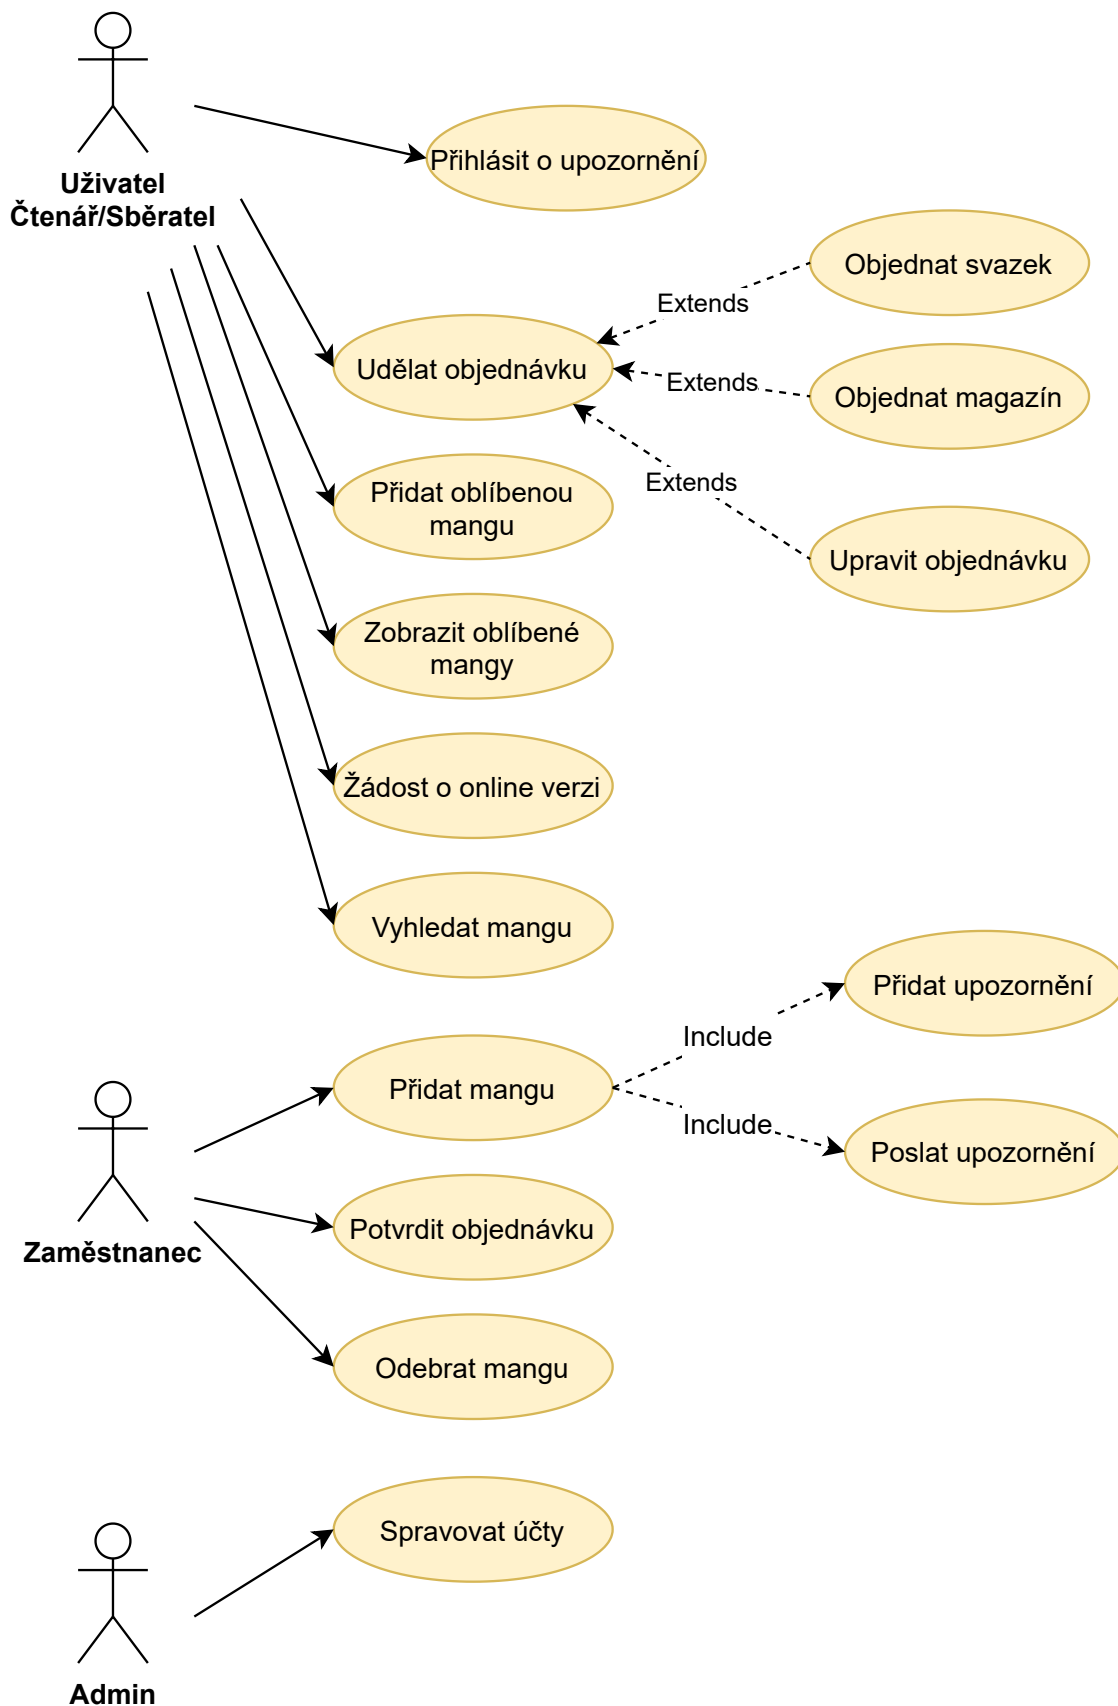 Uživatel
Čtenář/Sběratel
Přihlásit o upozornění
Objednat svazek
Extends
Udělat objednávku
Extends
Objednat magazín
Přidat oblíbenou
mangu
Extends
Upravit objednávku
Zobrazit oblíbené
mangy
Žádost o online verzi
Vyhledat mangu
Přidat upozornění
Include
Přidat mangu
Include
Poslat upozornění
Zaměstnanec
Potvrdit objednávku
Odebrat mangu
Spravovat účty
Admin